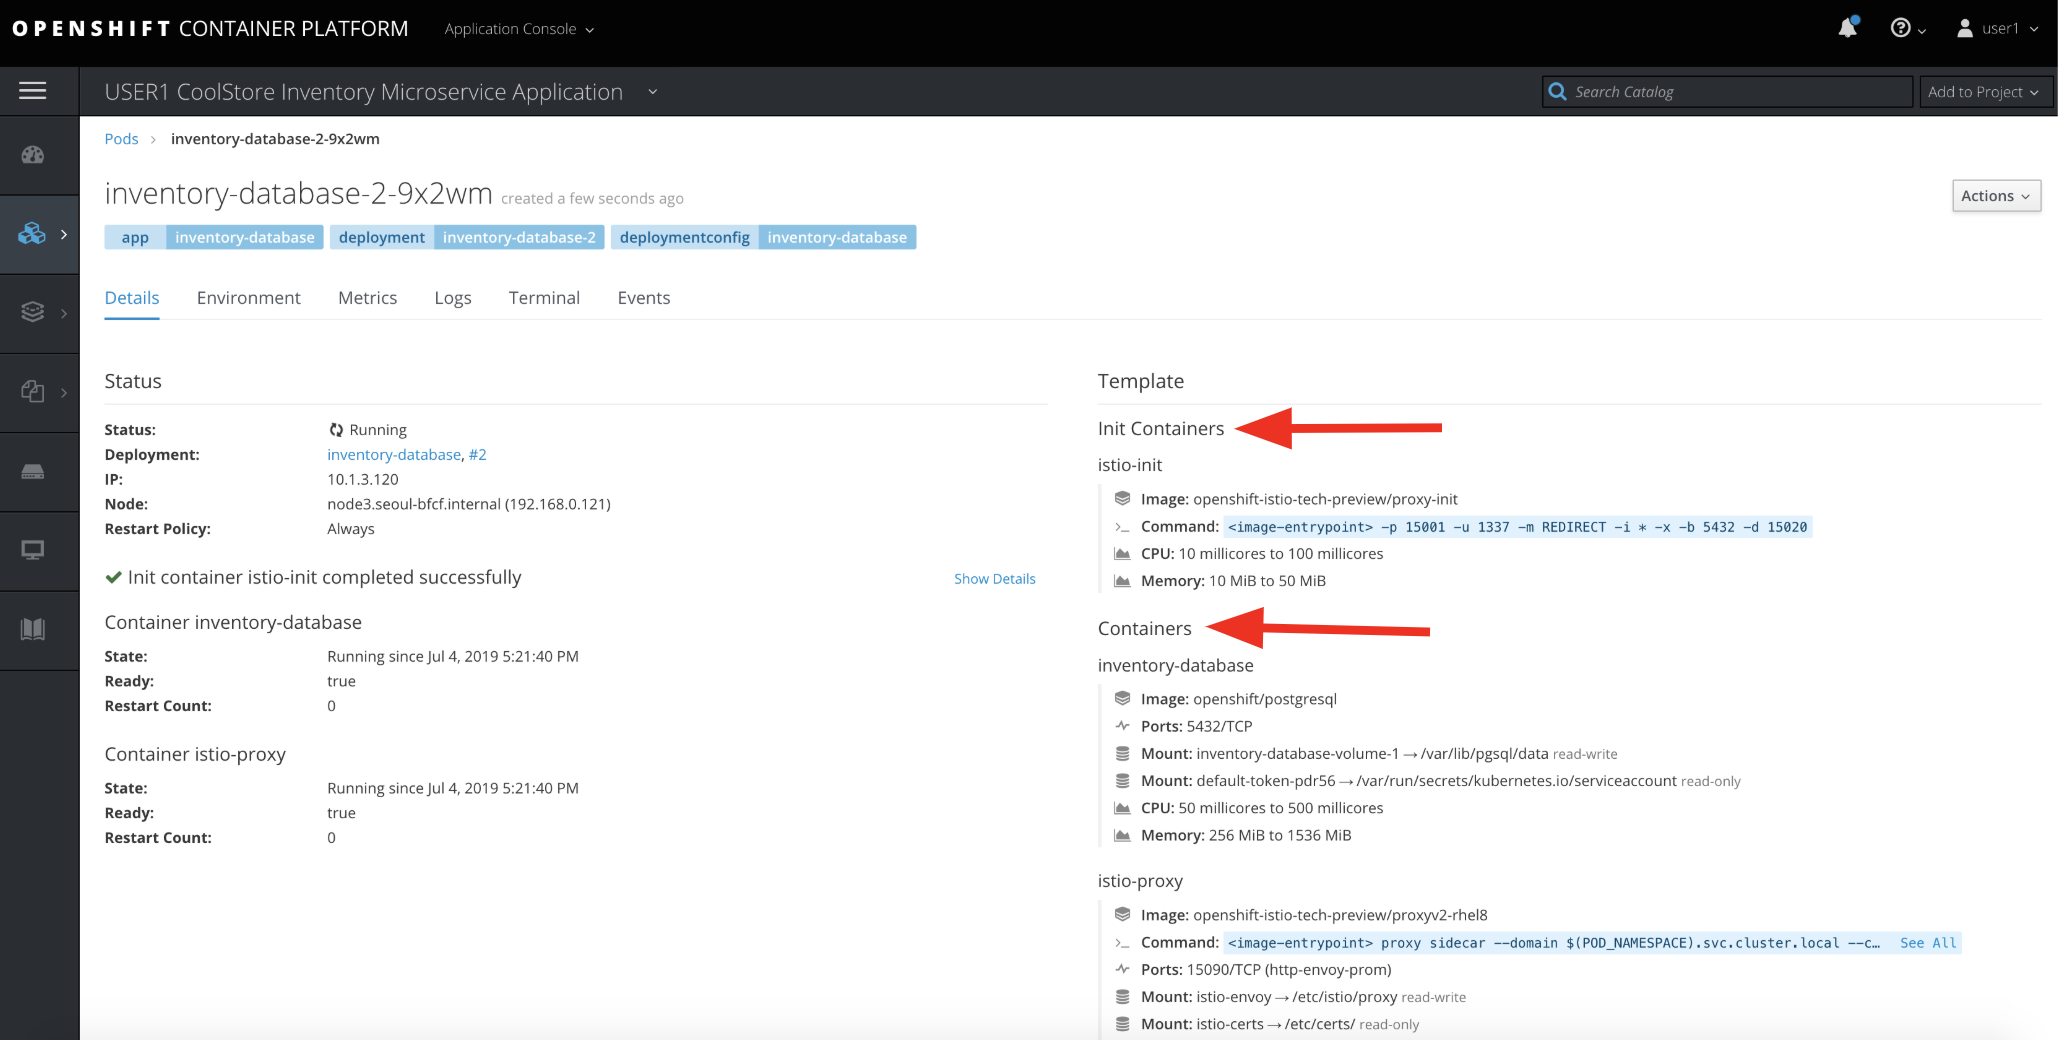 OPENSHIFT CONTAINER PLATFORM Application Console user1
USER1 CoolStore Inventory Microservice Application Search Catalog Add to Project
Pods > inventory-database-2-9x2wm
inventory-database-2-9x2wm created a few seconds ago
Actions
app inventory-database deployment inventory-database-2 deploymentconfig inventory-database
Details Environment Metrics Logs Terminal Events
Status
Status: Running
Deployment: inventory-database, #2
IP: 10.1.3.120
Node: node3.seoul-bfcf.internal (192.168.0.121)
Restart Policy: Always
Init container istio-init completed successfully Show Details
Container inventory-database
State: Running since Jul 4, 2019 5:21:40 PM
Ready: true
Restart Count: 0
Container istio-proxy
State: Running since Jul 4, 2019 5:21:40 PM
Ready: true
Restart Count: 0
Template
Init Containers
istio-init
Image: openshift-istio-tech-preview/proxy-init
Command: <image-entrypoint> -p 15001 -u 1337 -m REDIRECT -i * -x -b 5432 -d 15020
CPU: 10 millicores to 100 millicores
Memory: 10 MiB to 50 MiB
Containers
inventory-database
Image: openshift/postgresql
Ports: 5432/TCP
Mount: inventory-database-volume-1 → /var/lib/pgsql/data read-write
Mount: default-token-pdr56 → /var/run/secrets/kubernetes.io/serviceaccount read-only
CPU: 50 millicores to 500 millicores
Memory: 256 MiB to 1536 MiB
istio-proxy
Image: openshift-istio-tech-preview/proxyv2-rhel8
Command: <image-entrypoint> proxy sidecar --domain $(POD_NAMESPACE).svc.cluster.local --c… See All
Ports: 15090/TCP (http-envoy-prom)
Mount: istio-envoy → /etc/istio/proxy read-write
Mount: istio-certs → /etc/certs/ read-only